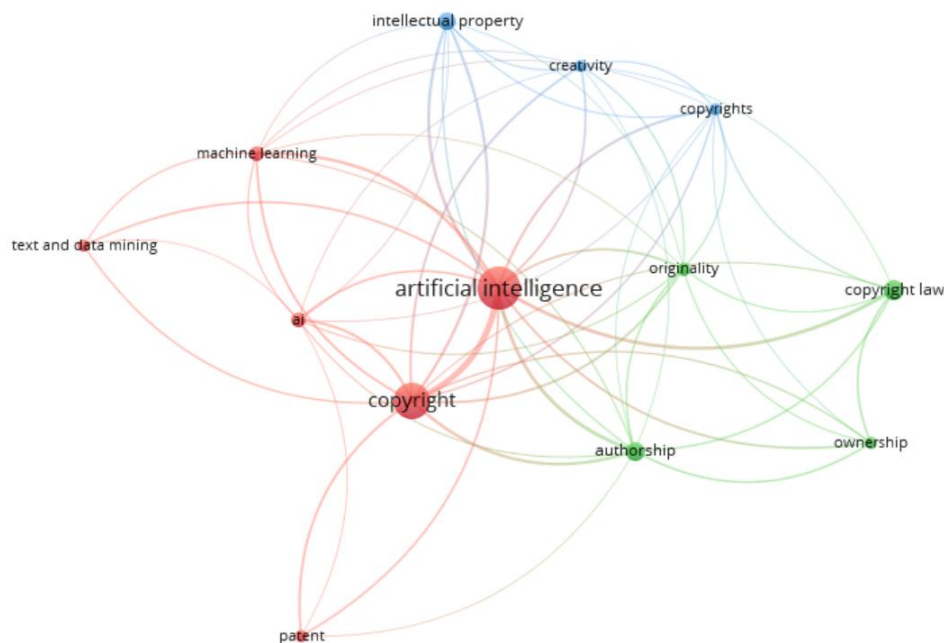 intellectual property
creativity
copyrights
machine learning
text and data mining
originality
artificial intelligence
copyright law
ai
copyright
ownership
authorship
patent